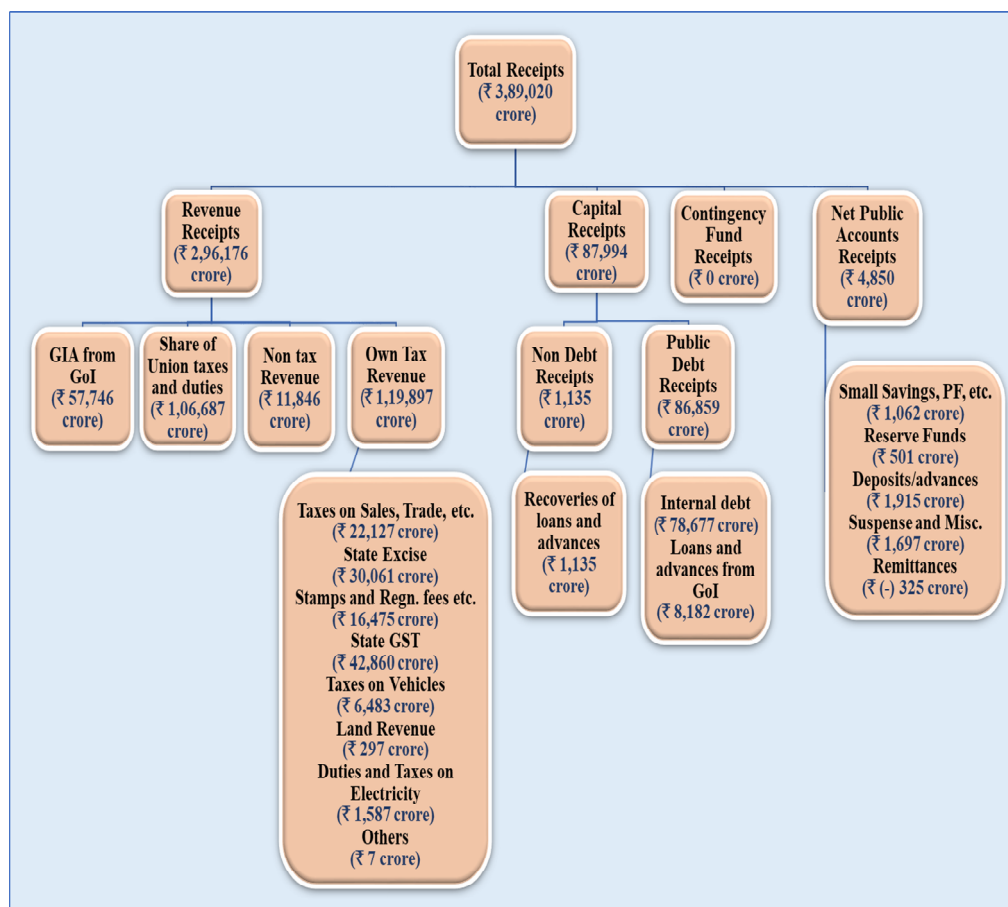 Total Receipts
(₹ 3,89,020
crore)
Revenue
Receipts
(₹ 2,96,176
crore)
Capital
Receipts
(₹ 87,994
crore)
Contingency
Fund
Receipts
(₹ 0 crore)
Net Public
Accounts
Receipts
(₹ 4,850
crore)
GIA from
GoI
(₹ 57,746
crore)
Share of
Union taxes
and duties
(₹ 1,06,687
crore)
Non tax
Revenue
(₹ 11,846
crore)
Own Tax
Revenue
(₹ 1,19,897
crore)
Non Debt
Receipts
(₹ 1,135
crore)
Public
Debt
Receipts
(₹ 86,859
crore)
Taxes on Sales, Trade, etc.
(₹ 22,127 crore)
State Excise
(₹ 30,061 crore)
Stamps and Regn. fees etc.
(₹ 16,475 crore)
State GST
(₹ 42,860 crore)
Taxes on Vehicles
(₹ 6,483 crore)
Land Revenue
(₹ 297 crore)
Duties and Taxes on
Electricity
(₹ 1,587 crore)
Others
(₹ 7 crore)
Recoveries of
loans and
advances
(₹ 1,135
crore)
Internal debt
(₹ 78,677 crore)
Loans and
advances from
GoI
(₹ 8,182 crore)
Small Savings, PF, etc.
(₹ 1,062 crore)
Reserve Funds
(₹ 501 crore)
Deposits/advances
(₹ 1,915 crore)
Suspense and Misc.
(₹ 1,697 crore)
Remittances
(₹ (-) 325 crore)